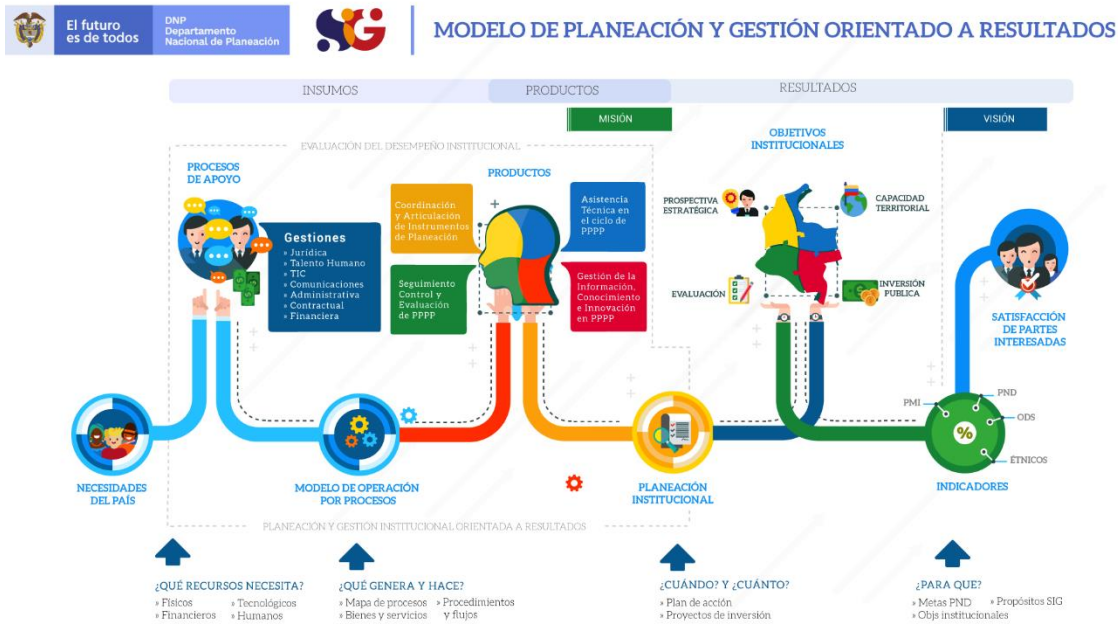 El futuro
es de todos
DNP
Departamento
Nacional de Planeación
SIG
MODELO DE PLANEACIÓN Y GESTIÓN ORIENTADO A RESULTADOS
INSUMOS
PRODUCTOS
RESULTADOS
MISIÓN
VISIÓN
EVALUACIÓN DEL DESEMPEÑO INSTITUCIONAL
PROCESOS
DE APOYO
Gestiones
» Jurídica
» Talento Humano
» TIC
» Comunicaciones
» Administrativa
» Contractual
» Financiera
PRODUCTOS
Coordinación
y Articulación
de Instrumentos
de Planeación
Asistencia
Técnica en
el ciclo de
PPPP
Seguimiento
Control y
Evaluación
de PPPP
Gestión de la
Información,
Conocimiento
e Innovación
en PPPP
OBJETIVOS
INSTITUCIONALES
PROSPECTIVA
ESTRATÉGICA
CAPACIDAD
TERRITORIAL
EVALUACIÓN
INVERSIÓN
PUBLICA
SATISFACCIÓN
DE PARTES
INTERESADAS
PMI
PND
ODS
ÉTNICOS
%
NECESIDADES
DEL PAÍS
MODELO DE OPERACIÓN
POR PROCESOS
PLANEACIÓN
INSTITUCIONAL
INDICADORES
PLANEACIÓN Y GESTIÓN INSTITUCIONAL ORIENTADA A RESULTADOS
¿QUÉ RECURSOS NECESITA?
» Físicos
» Financieros
» Tecnológicos
» Humanos
¿QUÉ GENERA Y HACE?
» Mapa de procesos
» Bienes y servicios
» Procedimientos
y flujos
¿CUÁNDO? Y ¿CUÁNTO?
» Plan de acción
» Proyectos de inversión
¿PARA QUE?
» Metas PND
» Objs institucionales
» Propósitos SIG